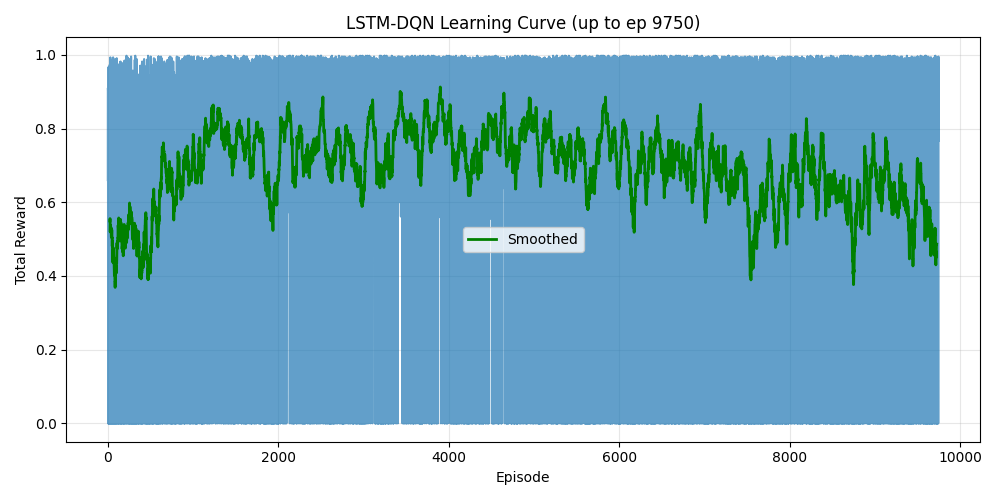 LSTM-DQN Learning Curve (up to ep 9750)
1.0
0.8
0.6
0.4
0.2
0.0
Total Reward
Smoothed
0 2000 4000 6000 8000 10000
Episode